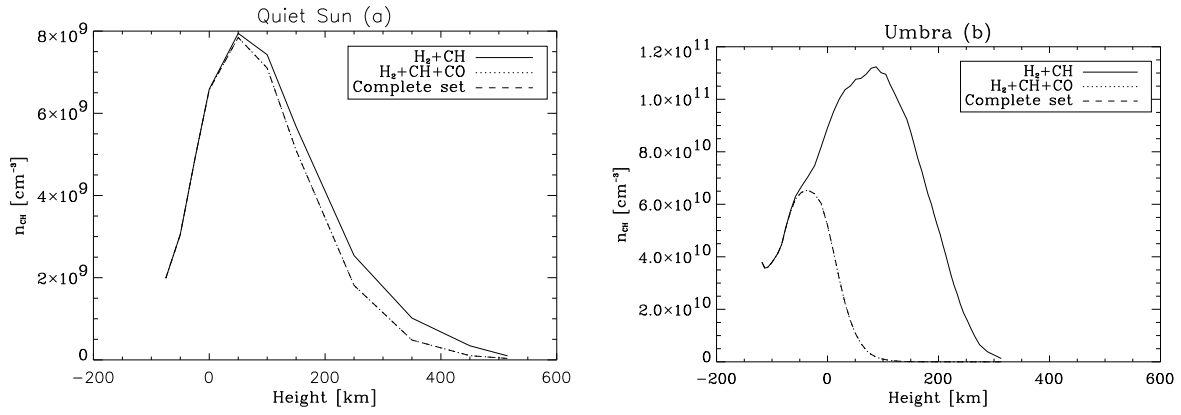 Quiet Sun (a)
8×10⁹
6×10⁹
4×10⁹
2×10⁹
0
n_CH [cm⁻³]
H₂+CH
H₂+CH+CO
Complete set
−200
0
200
400
600
Height [km]
Umbra (b)
1.2×10¹¹
1.0×10¹¹
8.0×10¹⁰
6.0×10¹⁰
4.0×10¹⁰
2.0×10¹⁰
0
n_CH [cm⁻³]
H₂+CH
H₂+CH+CO
Complete set
−200
0
200
400
600
Height [km]